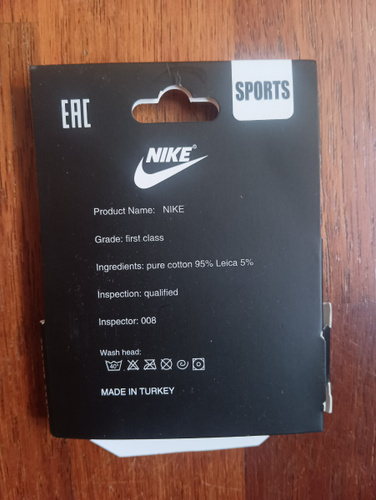 EAC
SPORTS
NIKE®
Product Name: NIKE
Grade: first class
Ingredients: pure cotton 95% Leica 5%
Inspection: qualified
Inspector: 008
Wash head:
40°
MADE IN TURKEY